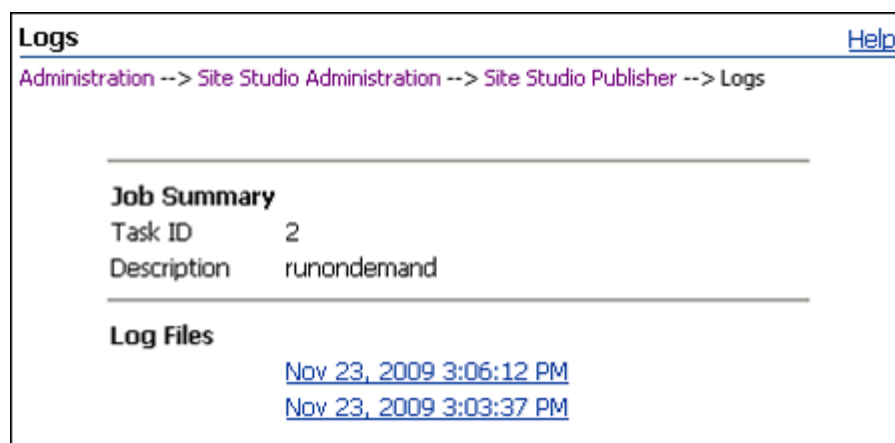 Logs Help
Administration --> Site Studio Administration --> Site Studio Publisher --> Logs
Job Summary
Task ID 2
Description runondemand
Log Files
Nov 23, 2009 3:06:12 PM
Nov 23, 2009 3:03:37 PM